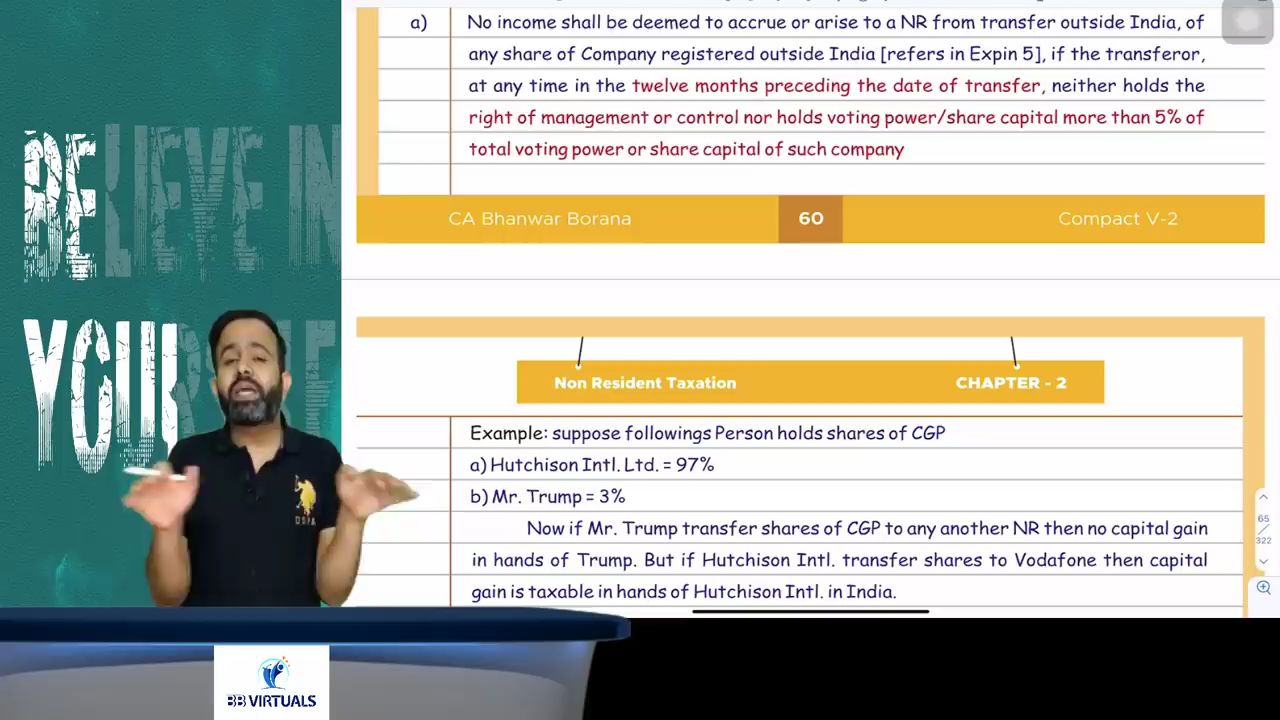 BELIEVE IN
YOURSELF
a) No income shall be deemed to accrue or arise to a NR from transfer outside India, of
any share of Company registered outside India [refers in Expin 5], if the transferor,
at any time in the twelve months preceding the date of transfer, neither holds the
right of management or control nor holds voting power/share capital more than 5% of
total voting power or share capital of such company
CA Bhanwar Borana 60 Compact V-2
Non Resident Taxation CHAPTER - 2
Example: suppose followings Person holds shares of CGP
a) Hutchison Intl. Ltd. = 97%
b) Mr. Trump = 3%
Now if Mr. Trump transfer shares of CGP to any another NR then no capital gain
in hands of Trump. But if Hutchison Intl. transfer shares to Vodafone then capital
gain is taxable in hands of Hutchison Intl. in India.
65
322
BB VIRTUALS